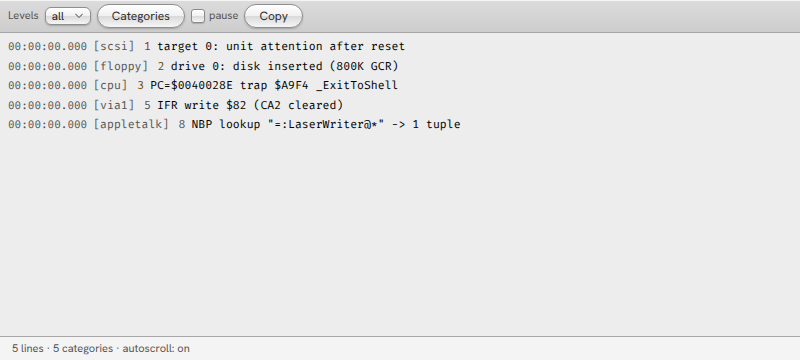 Levels all Categories pause Copy
00:00:00.000 [scsi] 1 target 0: unit attention after reset
00:00:00.000 [floppy] 2 drive 0: disk inserted (800K GCR)
00:00:00.000 [cpu] 3 PC=$0040028E trap $A9F4 _ExitToShell
00:00:00.000 [via1] 5 IFR write $82 (CA2 cleared)
00:00:00.000 [appletalk] 8 NBP lookup "=:LaserWriter@*" -> 1 tuple
5 lines · 5 categories · autoscroll: on